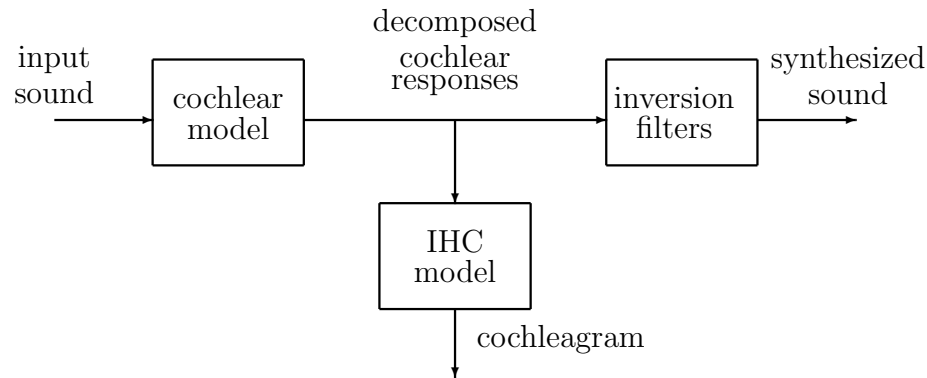 input
sound
cochlear
model
decomposed
cochlear
responses
inversion
filters
synthesized
sound
IHC
model
cochleagram